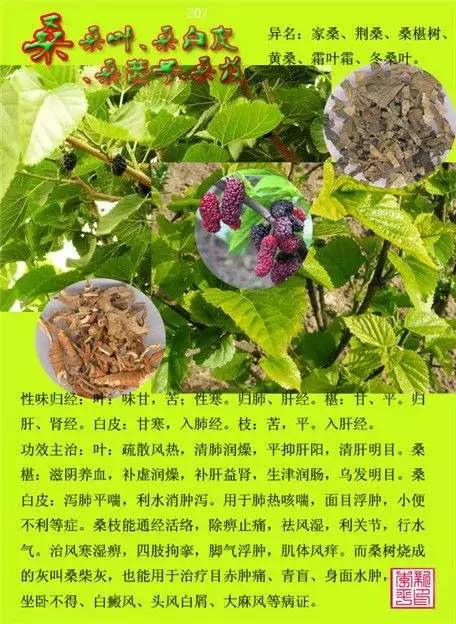 207
桑 桑叶、桑白皮
、桑葚子、桑枝
异名：家桑、荆桑、桑椹树、
黄桑、霜叶霜、冬桑叶。
性味归经：叶：味甘，苦；性寒。归肺、肝经。椹：甘、平。归
肝、肾经。白皮：甘寒，入肺经。枝：苦，平。入肝经。
功效主治：叶：疏散风热，清肺润燥，平抑肝阳，清肝明目。桑
椹：滋阴养血，补虚润燥，补肝益肾，生津润肠，乌发明目。桑
白皮：泻肺平喘，利水消肿泻。用于肺热咳喘，面目浮肿，小便
不利等症。桑枝能通经活络，除痹止痛，祛风湿，利关节，行水
气。治风寒湿痹，四肢拘挛，脚气浮肿，肌体风痒。而桑树烧成
的灰叫桑柴灰，也能用于治疗目赤肿痛、青盲、身面水肿，
坐卧不得、白癜风、头风白屑、大麻风等病证。